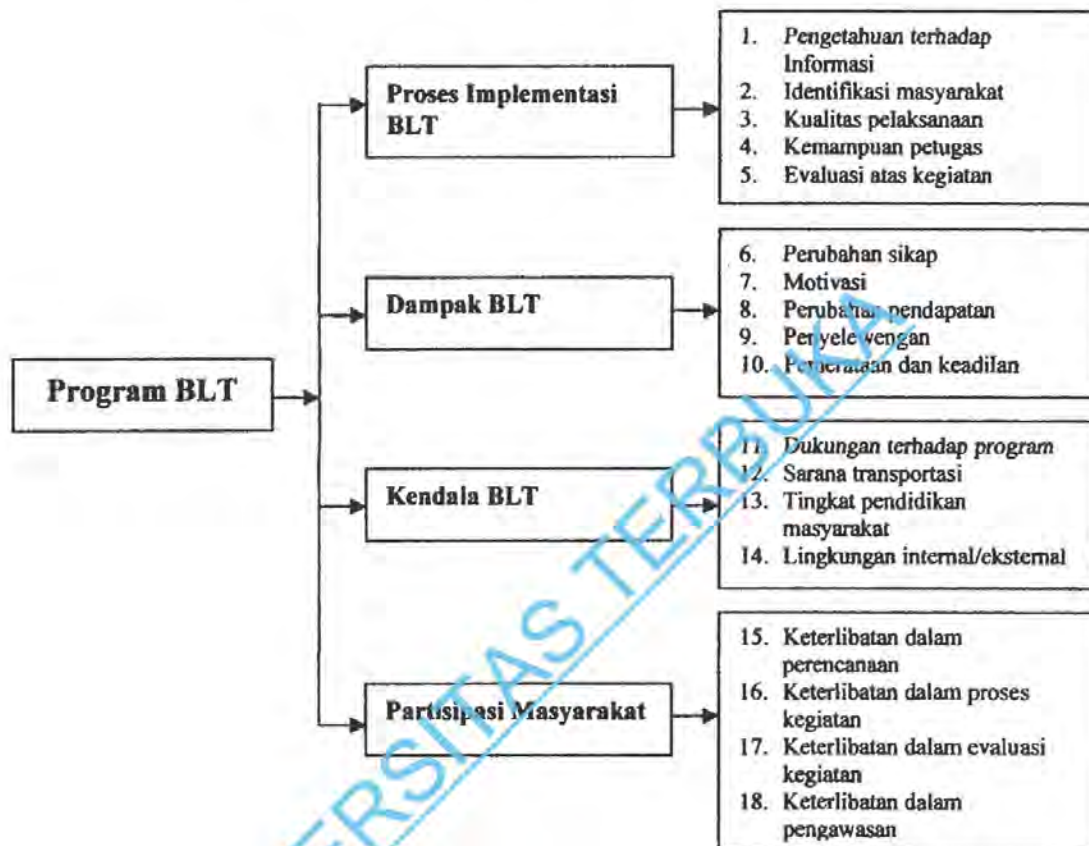 Program BLT
Proses Implementasi
BLT
1. Pengetahuan terhadap
Informasi
2. Identifikasi masyarakat
3. Kualitas pelaksanaan
4. Kemampuan petugas
5. Evaluasi atas kegiatan
Dampak BLT
6. Perubahan sikap
7. Motivasi
8. Perubahan pendapatan
9. Penyelewengan
10. Pemerataan dan keadilan
Kendala BLT
11. Dukungan terhadap program
12. Sarana transportasi
13. Tingkat pendidikan
masyarakat
14. Lingkungan internal/eksternal
Partisipasi Masyarakat
15. Keterlibatan dalam
perencanaan
16. Keterlibatan dalam proses
kegiatan
17. Keterlibatan dalam evaluasi
kegiatan
18. Keterlibatan dalam
pengawasan
ERSITAS TERBUKA